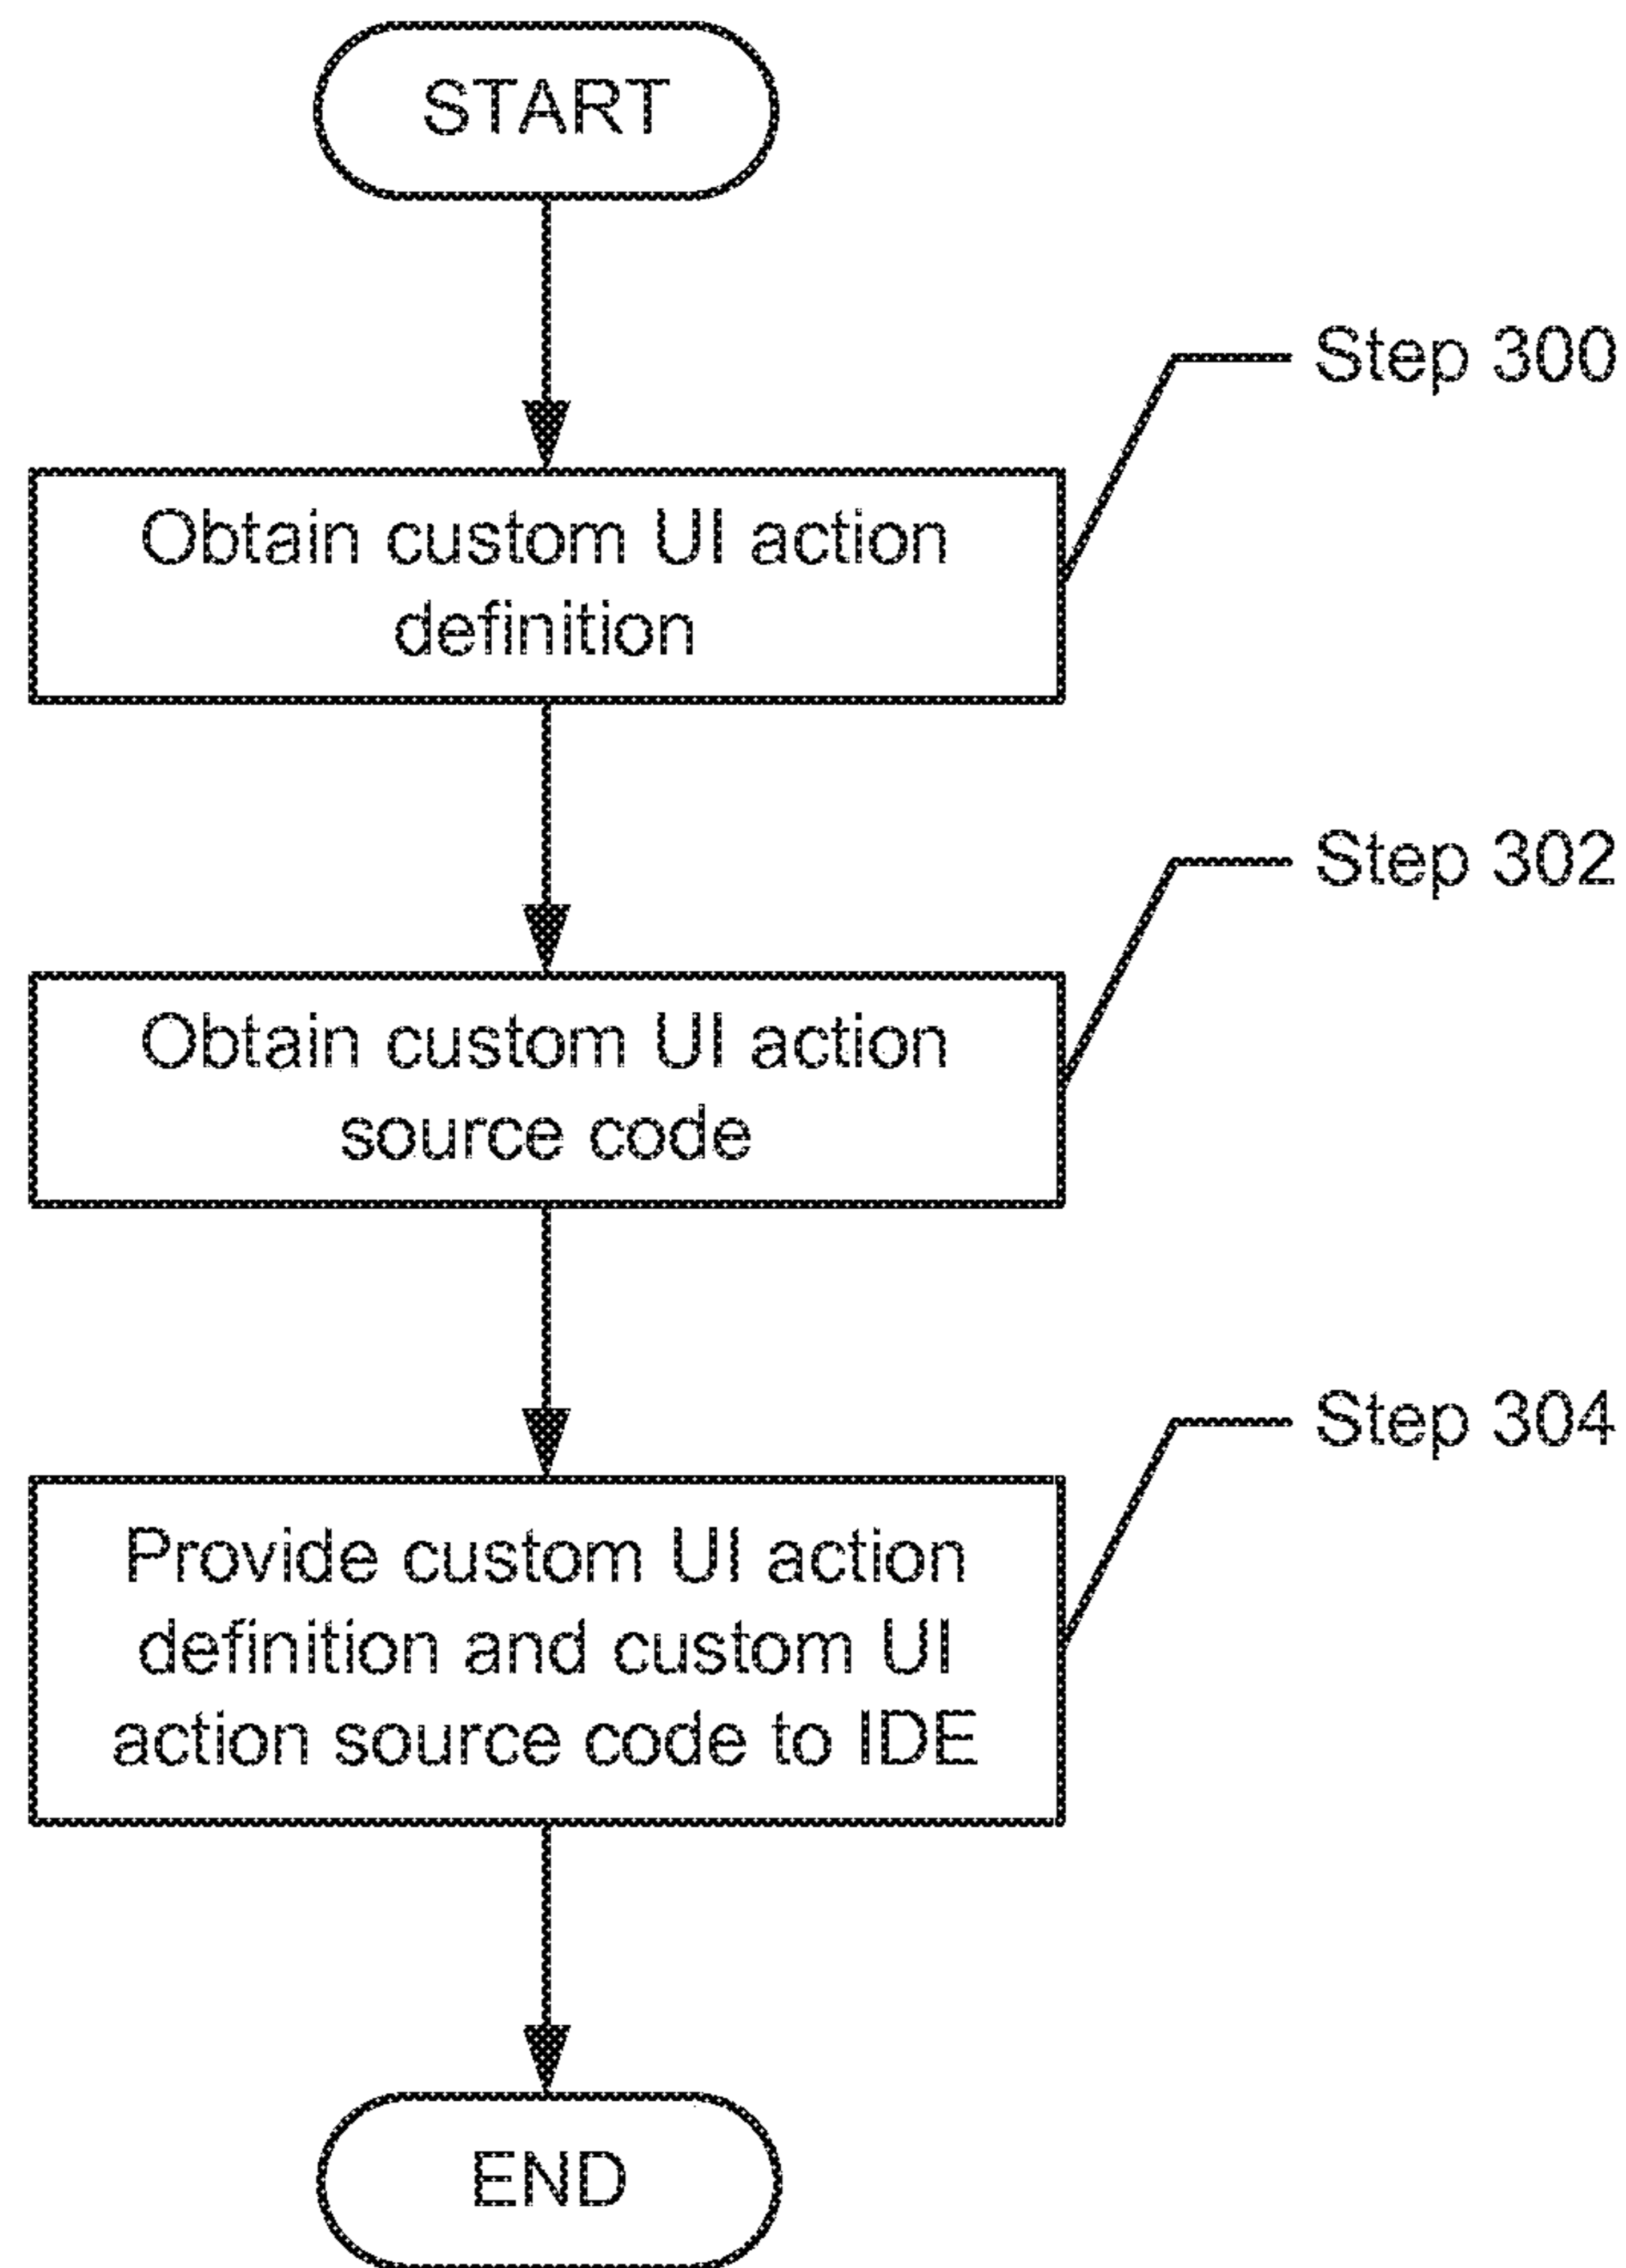 START
Step 300
Obtain custom UI action
definition
Step 302
Obtain custom UI action
source code
Step 304
Provide custom UI action
definition and custom UI
action source code to IDE
END